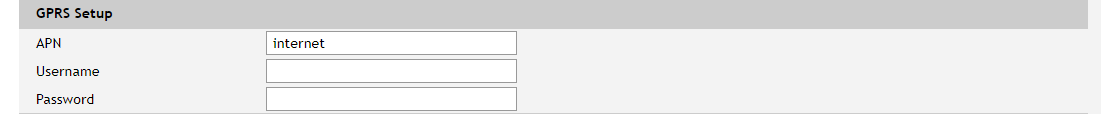 GPRS Setup
APN internet
Username
Password